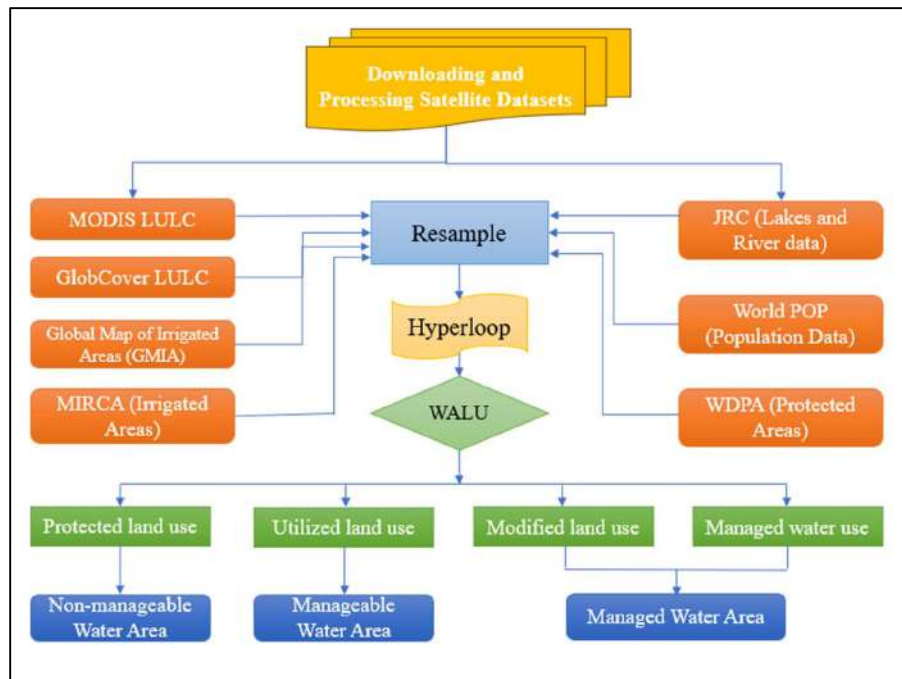 Downloading and
Processing Satellite Datasets
MODIS LULC
GlobCover LULC
Global Map of Irrigated
Areas (GMIA)
MIRCA (Irrigated
Areas)
Resample
Hyperloop
WALU
JRC (Lakes and
River data)
World POP
(Population Data)
WDPA (Protected
Areas)
Protected land use
Utilized land use
Modified land use
Managed water use
Non-manageable
Water Area
Manageable
Water Area
Managed Water Area